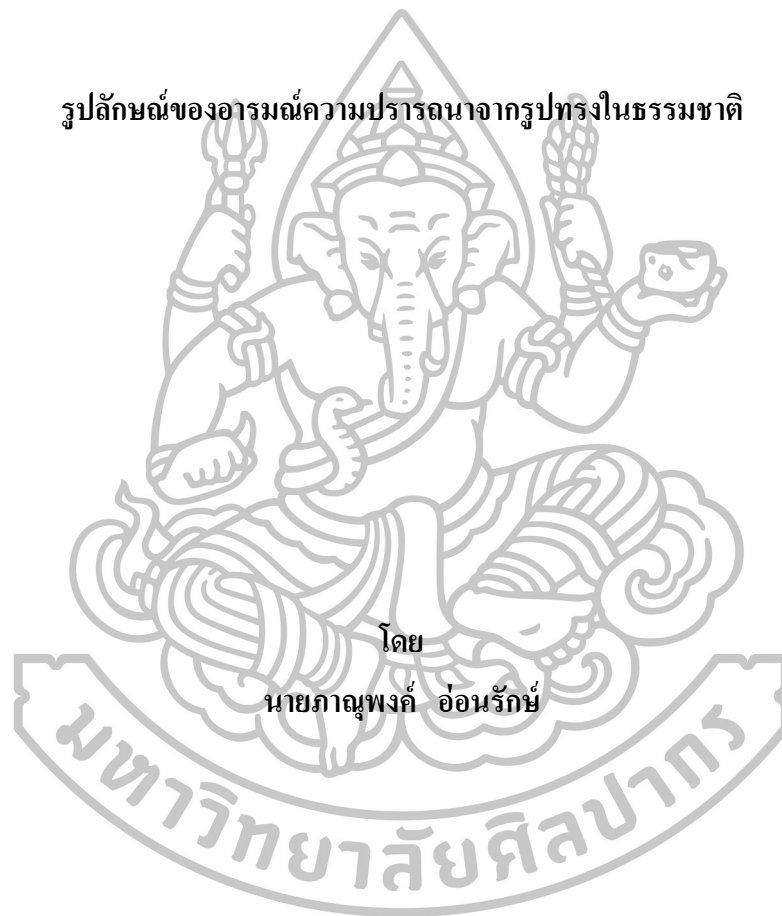 รูปลักษณ์ของอารมณ์ความปรารถนาจากรูปทรงในธรรมชาติ
โดย
นายภาณุพงค์ อ่อนรักษ์
มหาวิทยาลัยศิลปากร